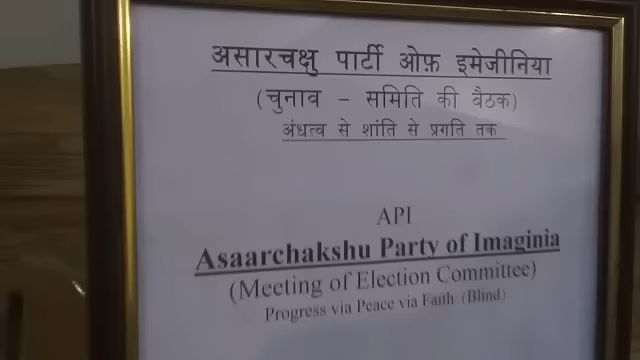 असारचक्षु पार्टी ओफ़ इमेजीनिया
(चुनाव - समिति की बैठक)
अंधत्व से शांति से प्रगति तक
API
Asaarchakshu Party of Imaginia
(Meeting of Election Committee)
Progress via Peace via Faith (Blind)